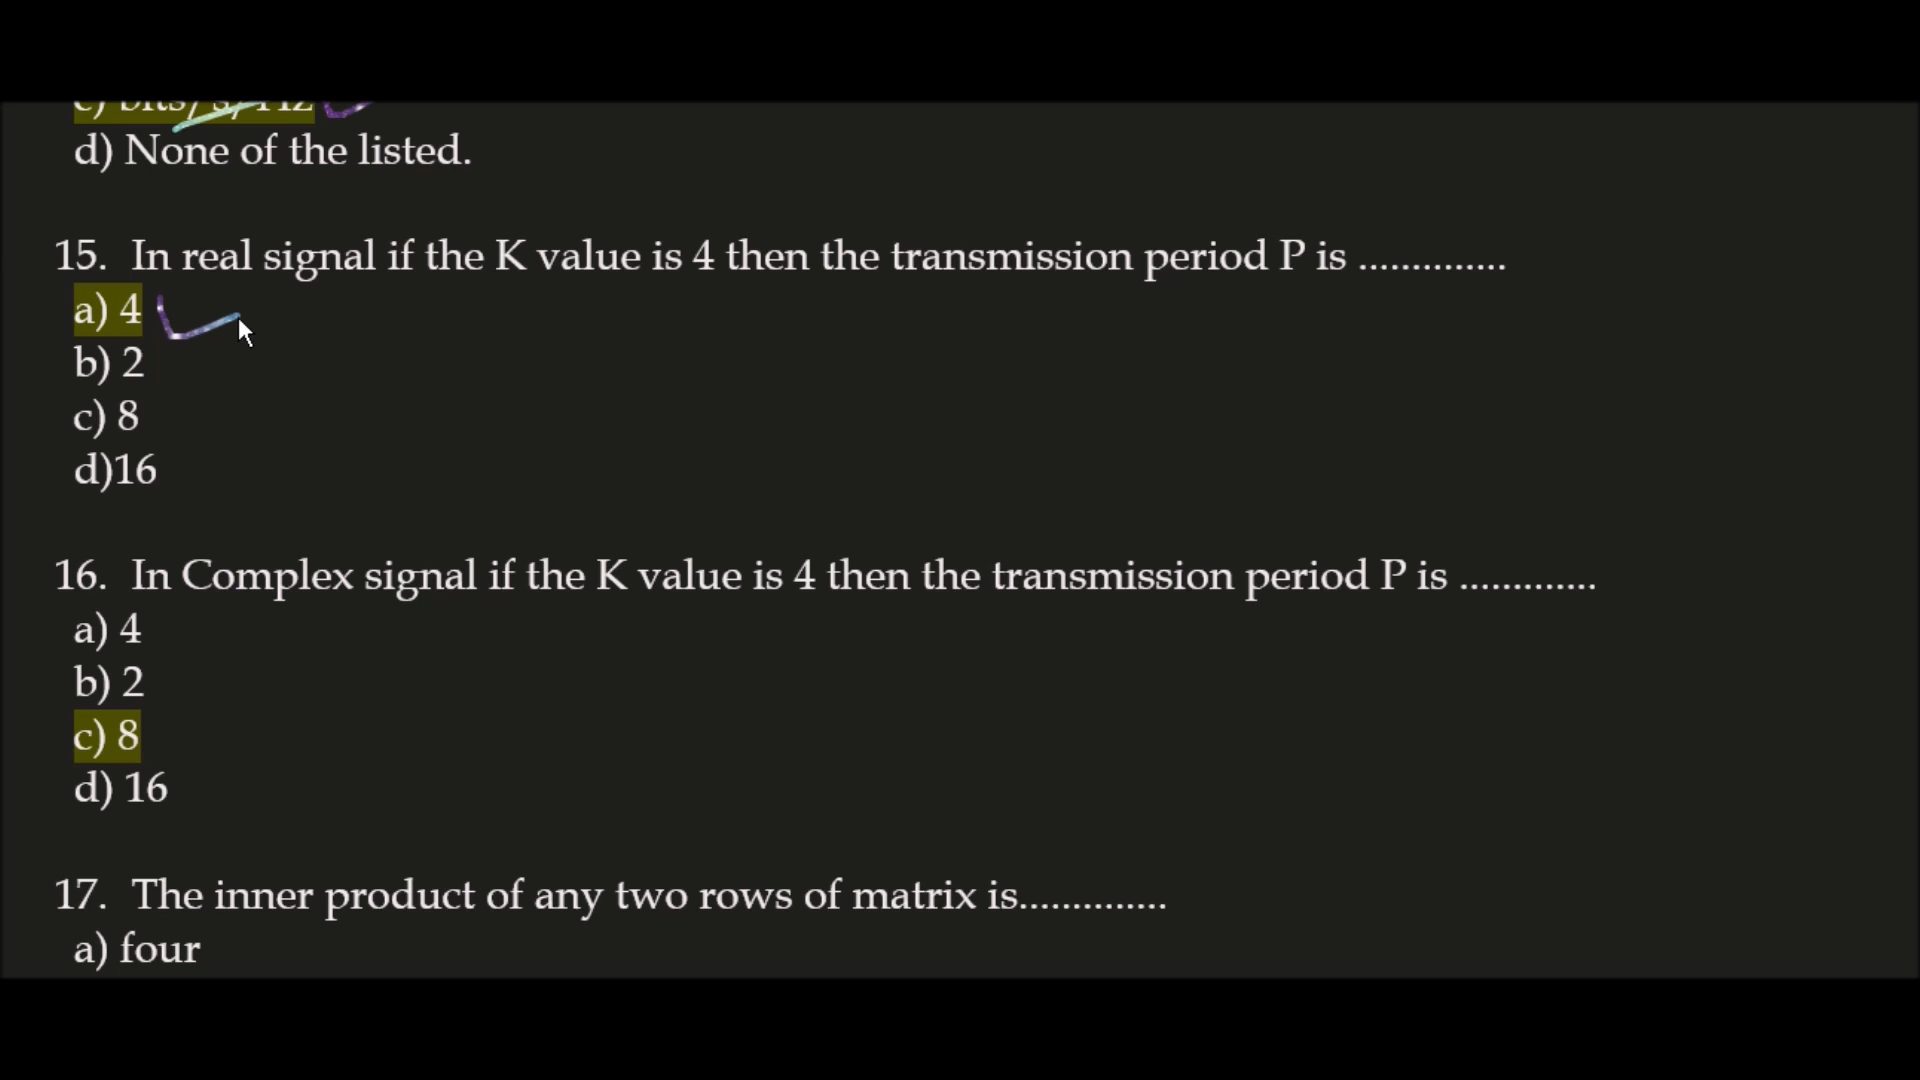 c) bits/s/Hz
d) None of the listed.
15. In real signal if the K value is 4 then the transmission period P is ..............
a) 4
b) 2
c) 8
d)16
16. In Complex signal if the K value is 4 then the transmission period P is .............
a) 4
b) 2
c) 8
d) 16
17. The inner product of any two rows of matrix is..............
a) four